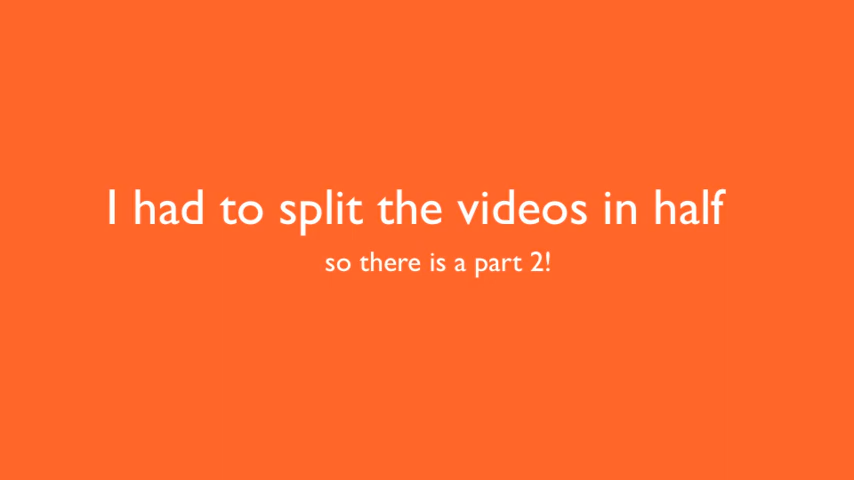 I had to split the videos in half
so there is a part 2!